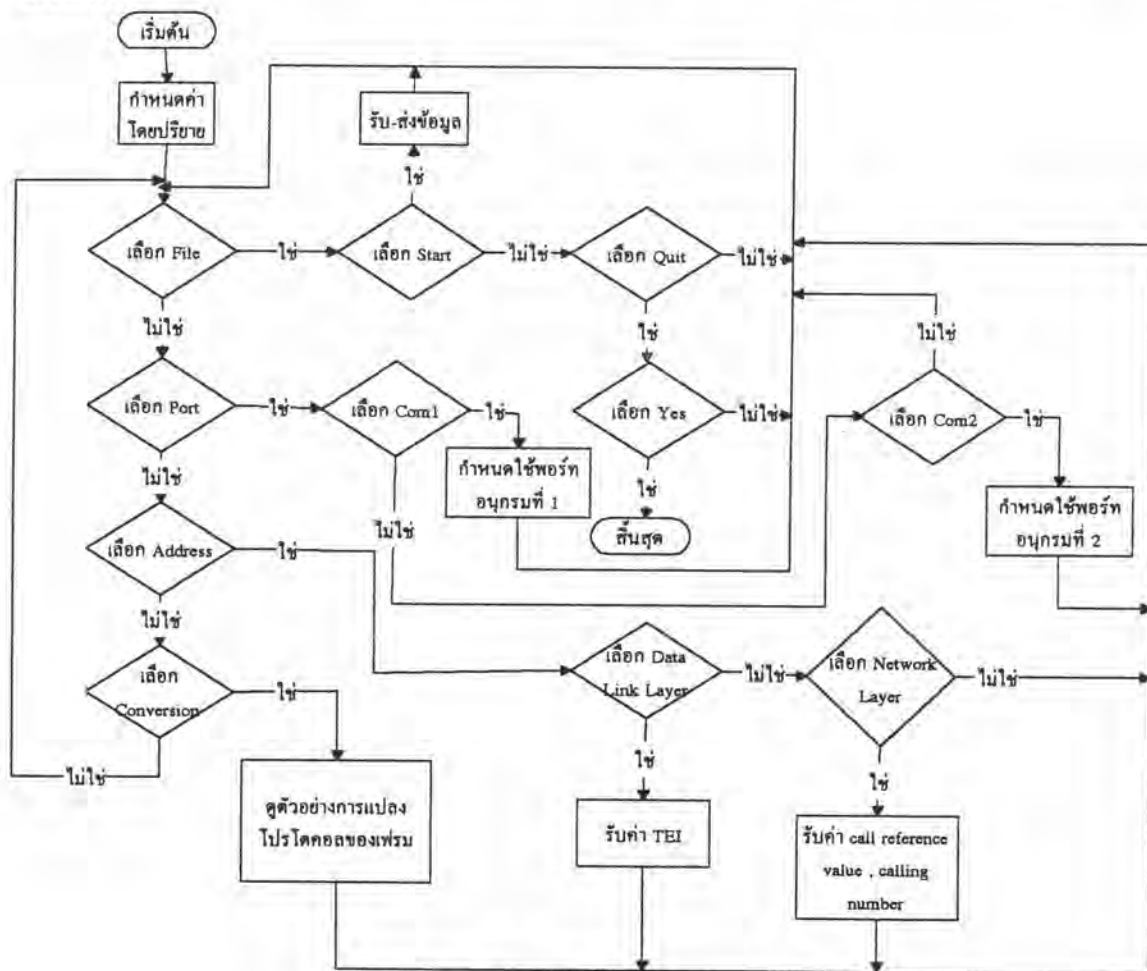 เริ่มต้น
กำหนดค่า
โดยปริยาย
รับ-ส่งข้อมูล
ใช่
เลือก File
ใช่
เลือก Start
ไม่ใช่
เลือก Quit
ไม่ใช่
ไม่ใช่
ใช่
ไม่ใช่
เลือก Port
ใช่
เลือก Com1
ใช่
เลือก Yes
ไม่ใช่
เลือก Com2
ใช่
กำหนดใช้พอร์ท
อนุกรมที่ 1
ไม่ใช่
ไม่ใช่
ใช่
สิ้นสุด
กำหนดใช้พอร์ท
อนุกรมที่ 2
เลือก Address
ใช่
ไม่ใช่
เลือก Data
Link Layer
ไม่ใช่
เลือก Network
Layer
ไม่ใช่
เลือก
Conversion
ใช่
ไม่ใช่
ใช่
ใช่
ดูตัวอย่างการแปลง
โปรโตคอลของเฟรม
รับค่า TEI
รับค่า call reference
value , calling
number